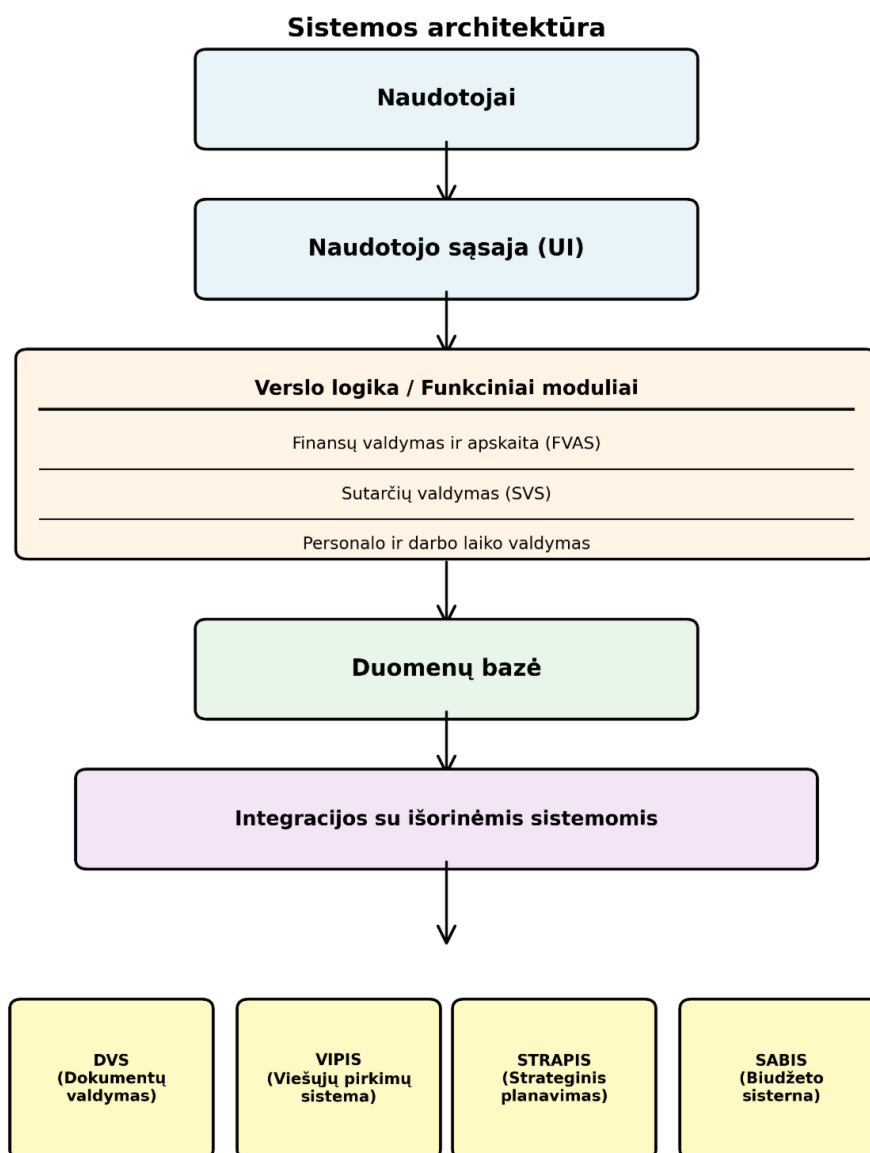 Sistemos architektūra
Naudotojai
Naudotojo sąsaja (UI)
Verslo logika / Funkciniai moduliai
Finansų valdymas ir apskaita (FVAS)
Sutarčių valdymas (SVS)
Personalo ir darbo laiko valdymas
Duomenų bazė
Integracijos su išorinėmis sistemomis
DVS
(Dokumentų
valdymas)
VIPIS
(Viešųjų pirkimų
sistema)
STRAPIS
(Strateginis
planavimas)
SABIS
(Biudžeto
sisterna)